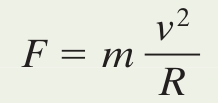 F = m v²/R